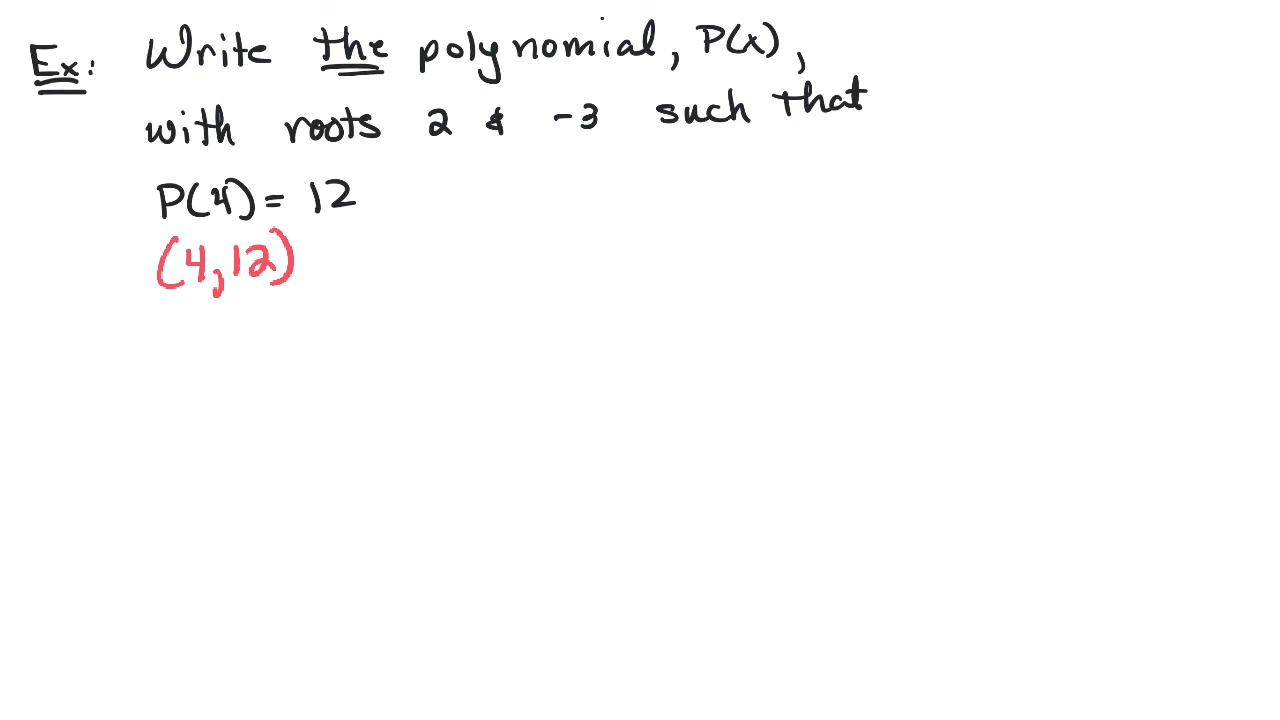 Ex: Write the polynomial, P(x),
with roots 2 & -3 such that
P(4) = 12
(4,12)